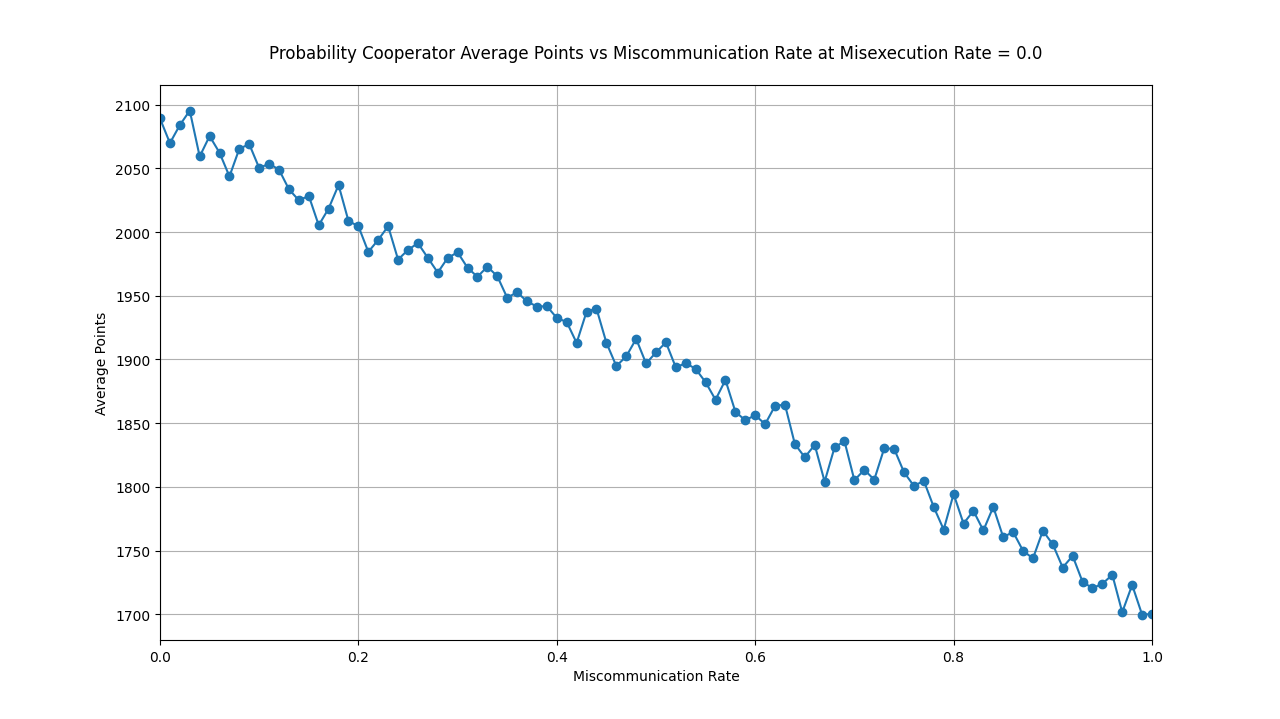 Probability Cooperator Average Points vs Miscommunication Rate at Misexecution Rate = 0.0
2100
2050
2000
1950
1900
1850
1800
1750
1700
Average Points
0.0 0.2 0.4 0.6 0.8 1.0
Miscommunication Rate